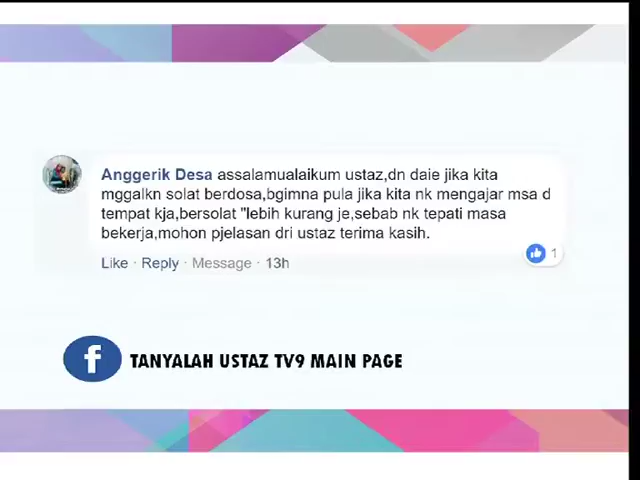 Anggerik Desa assalamualaikum ustaz,dn daie jika kita
mggalkn solat berdosa,bgimna pula jika kita nk mengajar msa d
tempat kja,bersolat "lebih kurang je,sebab nk tepati masa
bekerja,mohon pjelasan dri ustaz terima kasih.
Like · Reply · Message · 13h
1
f TANYALAH USTAZ TV9 MAIN PAGE